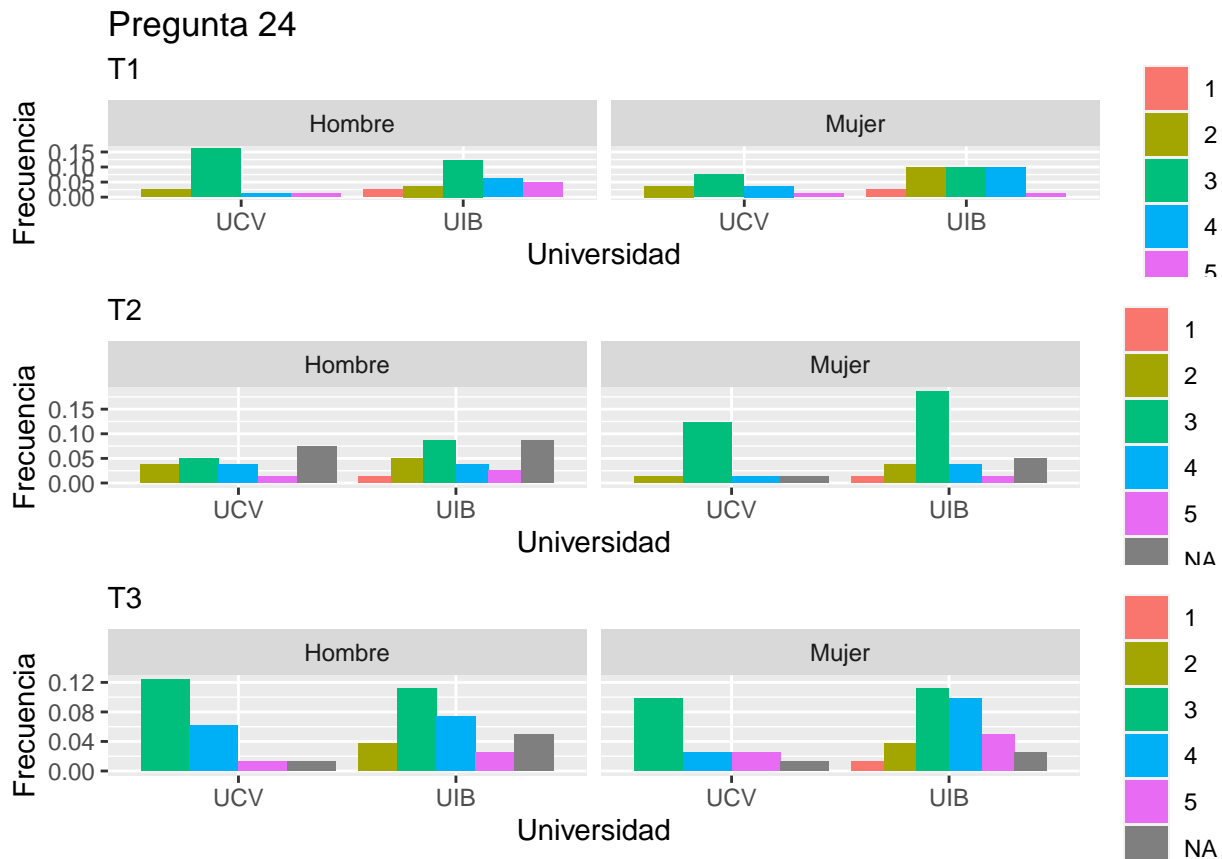 Pregunta 24
T1
Hombre Mujer
Frecuencia
0.15
0.10
0.05
0.00
UCV UIB UCV UIB
Universidad
1
2
3
4
5
T2
Hombre Mujer
Frecuencia
0.15
0.10
0.05
0.00
UCV UIB UCV UIB
Universidad
1
2
3
4
5
NA
T3
Hombre Mujer
Frecuencia
0.12
0.08
0.04
0.00
UCV UIB UCV UIB
Universidad
1
2
3
4
5
NA